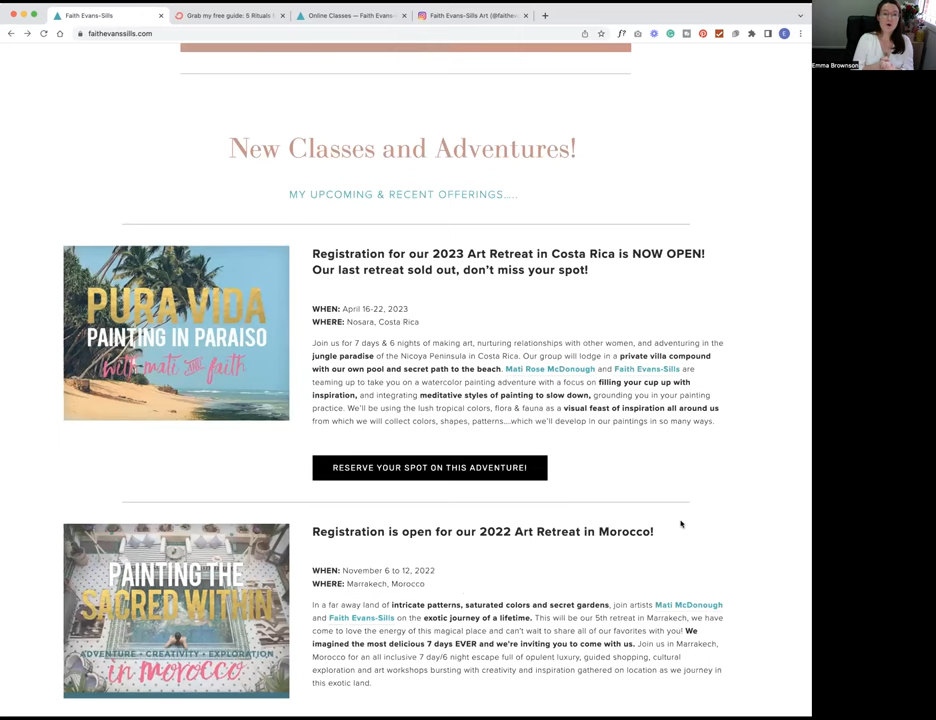 Faith Evans-Sills
Grab my free guide: 5 Rituals
Online Classes — Faith Evans-
Faith Evans-Sills Art (@faithev
faithevanssills.com
Emma Brownson
New Classes and Adventures!
MY UPCOMING & RECENT OFFERINGS.....
PURA VIDA
PAINTING IN PARAISO
with mati and faith
Registration for our 2023 Art Retreat in Costa Rica is NOW OPEN!
Our last retreat sold out, don't miss your spot!
WHEN: April 16-22, 2023
WHERE: Nosara, Costa Rica
Join us for 7 days & 6 nights of making art, nurturing relationships with other women, and adventuring in the
jungle paradise of the Nicoya Peninsula in Costa Rica. Our group will lodge in a private villa compound
with our own pool and secret path to the beach. Mati Rose McDonough and Faith Evans-Sills are
teaming up to take you on a watercolor painting adventure with a focus on filling your cup up with
inspiration, and integrating meditative styles of painting to slow down, grounding you in your painting
practice. We'll be using the lush tropical colors, flora & fauna as a visual feast of inspiration all around us
from which we will collect colors, shapes, patterns....which we'll develop in our paintings in so many ways.
RESERVE YOUR SPOT ON THIS ADVENTURE!
PAINTING THE
SACRED WITHIN
ADVENTURE • CREATIVITY • EXPLORATION
in morocco
Registration is open for our 2022 Art Retreat in Morocco!
WHEN: November 6 to 12, 2022
WHERE: Marrakech, Morocco
In a far away land of intricate patterns, saturated colors and secret gardens, join artists Mati McDonough
and Faith Evans-Sills on the exotic journey of a lifetime. This will be our 5th retreat in Marrakech, we have
come to love the energy of this magical place and can't wait to share all of our favorites with you! We
imagined the most delicious 7 days EVER and we're inviting you to come with us. Join us in Marrakech,
Morocco for an all inclusive 7 day/6 night escape full of opulent luxury, guided shopping, cultural
exploration and art workshops bursting with creativity and inspiration gathered on location as we journey in
this exotic land.